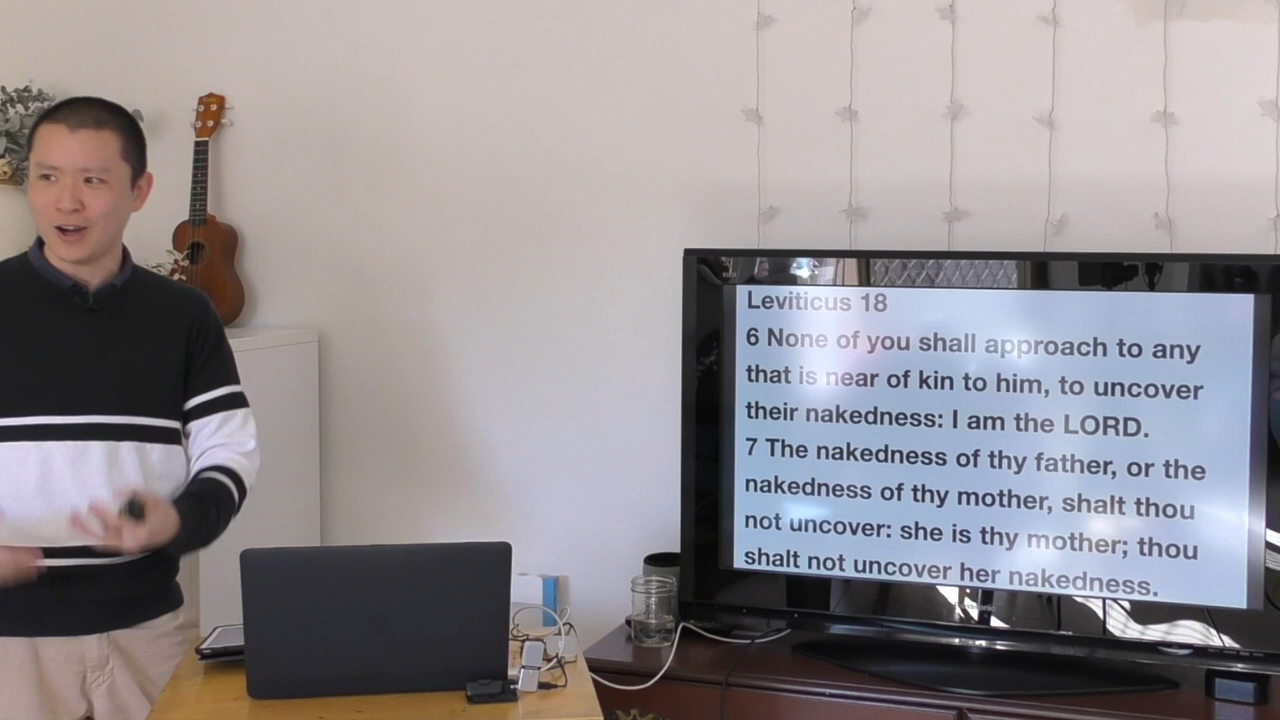 Leviticus 18
6 None of you shall approach to any
that is near of kin to him, to uncover
their nakedness: I am the LORD.
7 The nakedness of thy father, or the
nakedness of thy mother, shalt thou
not uncover: she is thy mother; thou
shalt not uncover her nakedness.
Panasonic